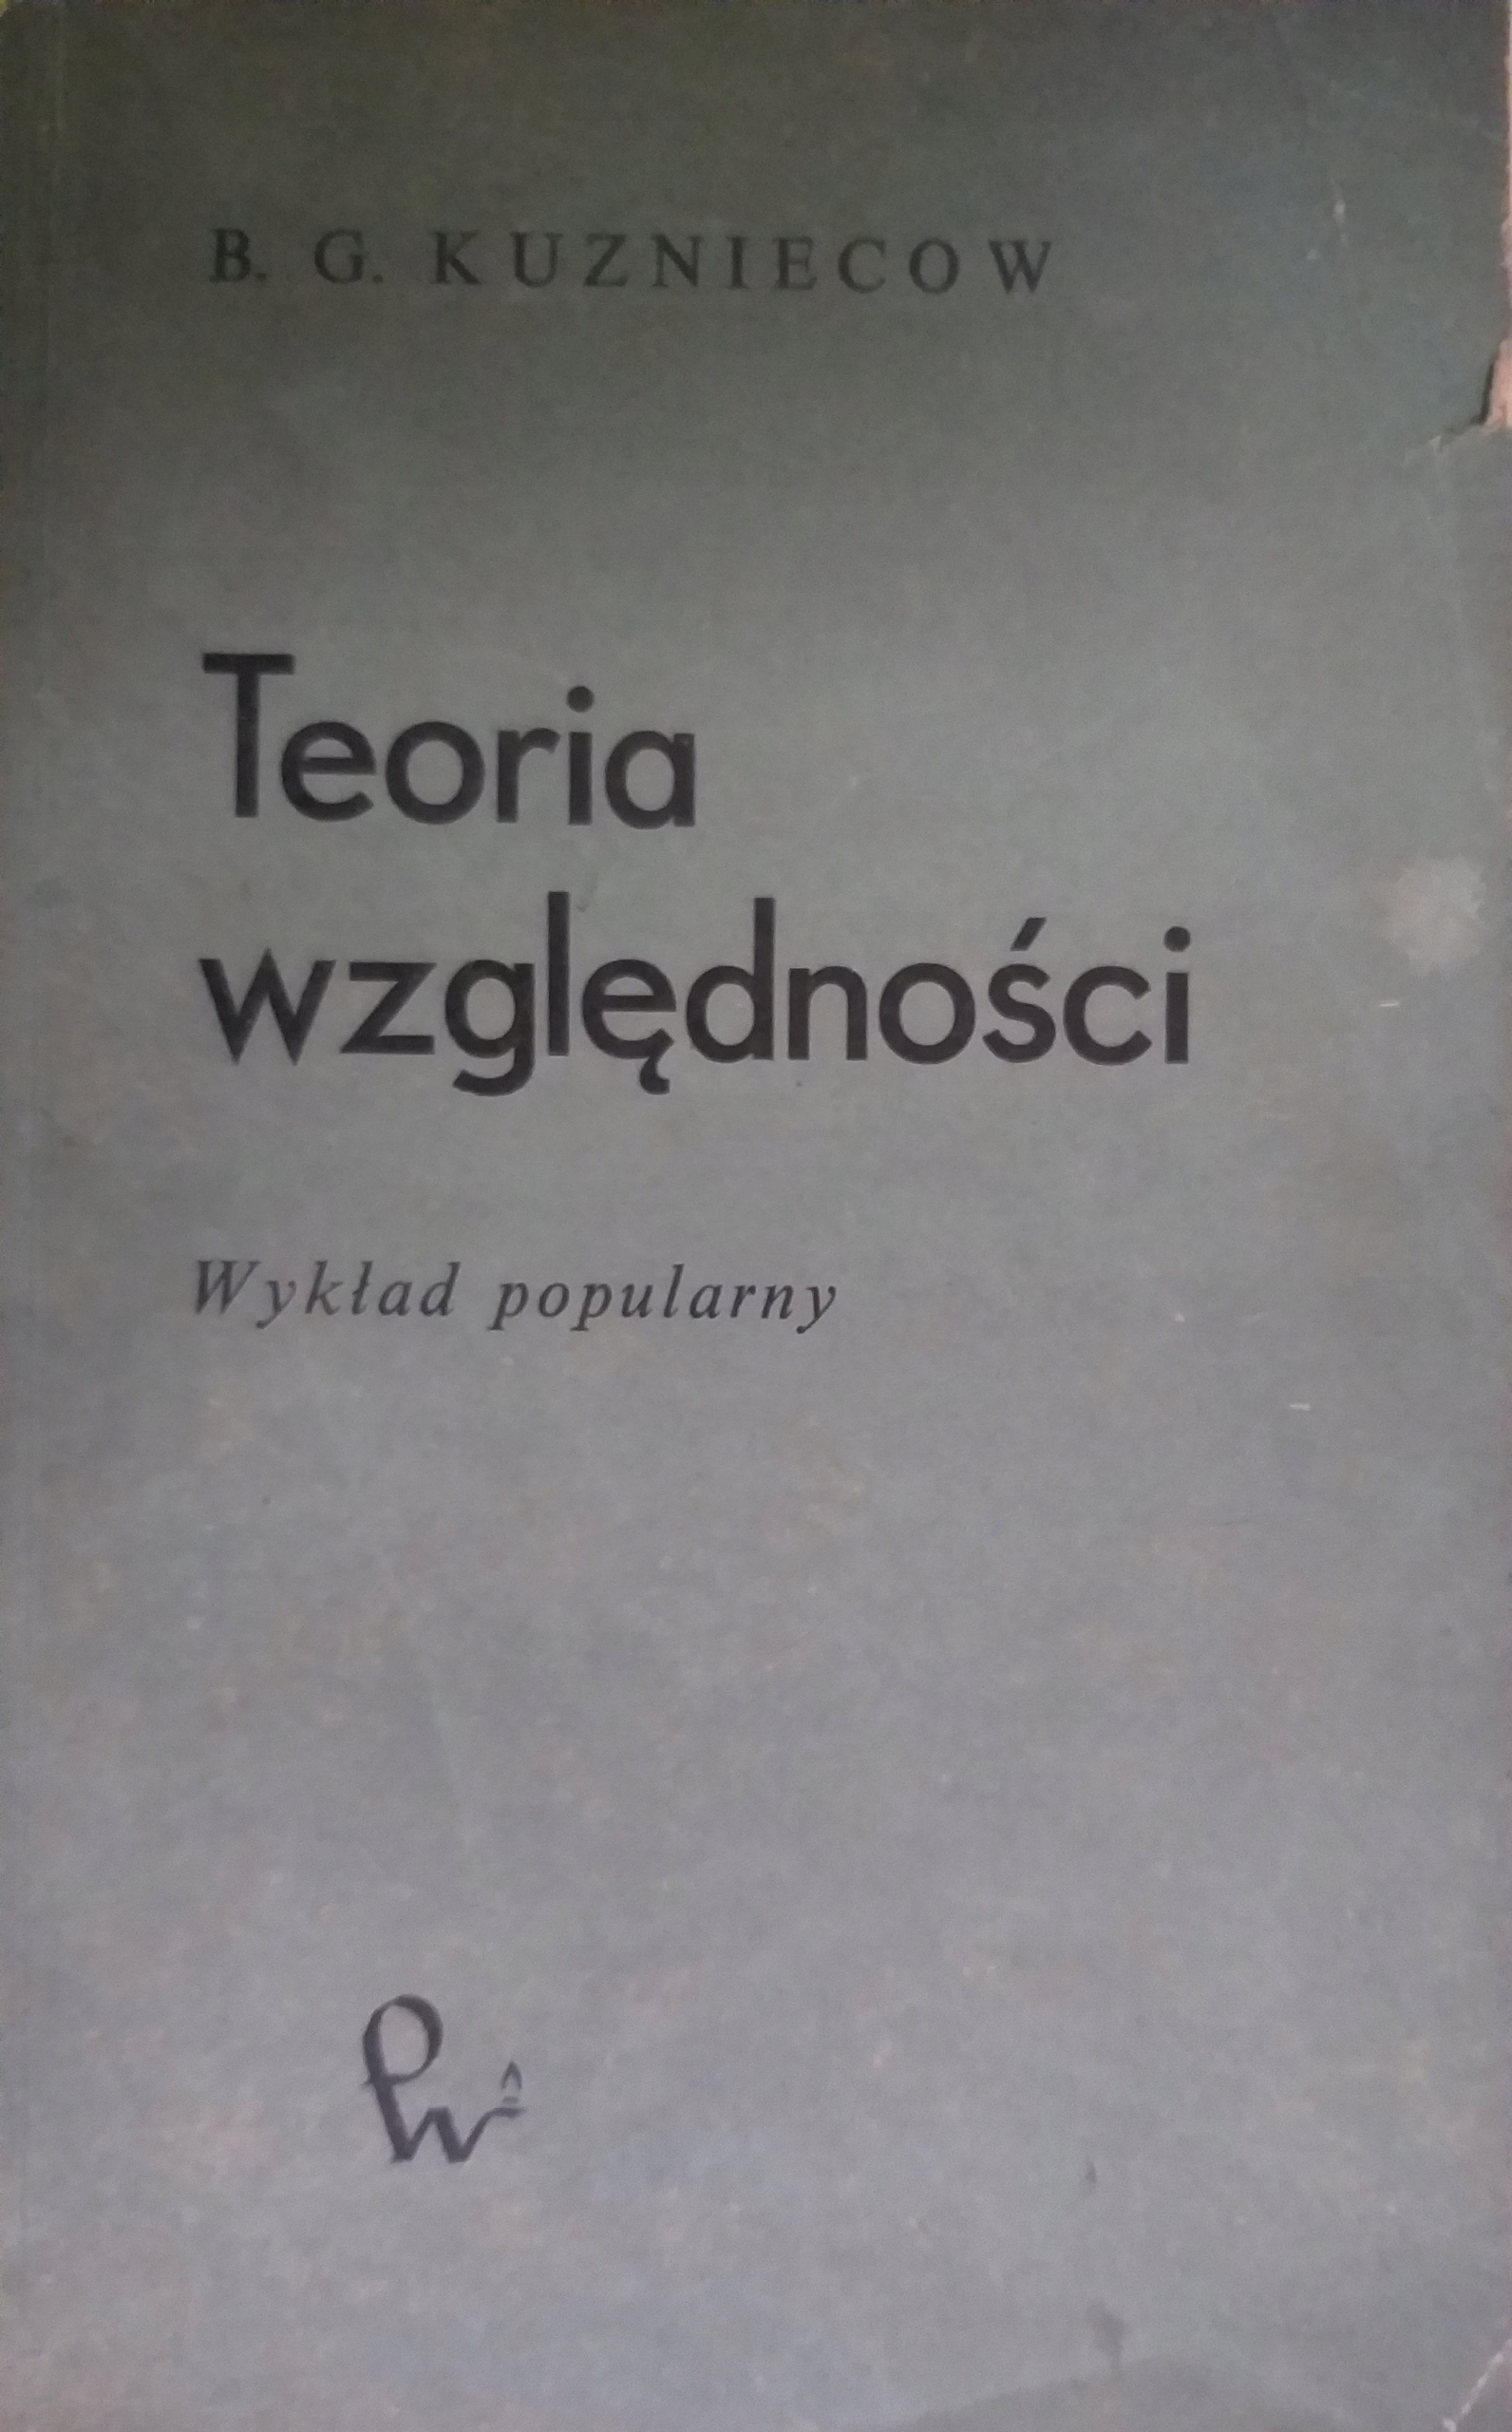 B. G. KUZNIECOW
Teoria
względności
Wykład popularny